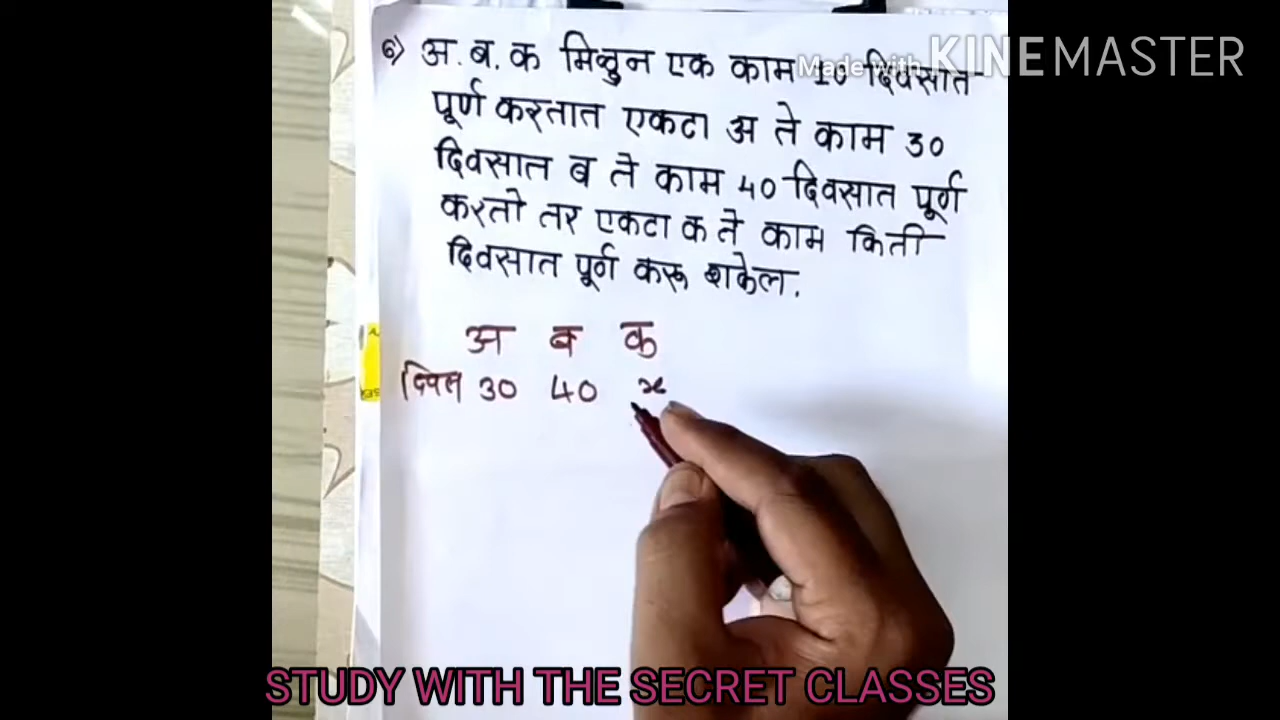 Made with KINEMASTER
6) अ. ब. क मिळुन एक काम 10 दिवसात
पूर्ण करतात एकटा अ ते काम 30
दिवसात ब ते काम 40 दिवसात पूर्ण
करतो तर एकटा क ते काम किती
दिवसात पूर्ण करू शकेल.
अ ब क
दिवस 30 40 x
STUDY WITH THE SECRET CLASSES